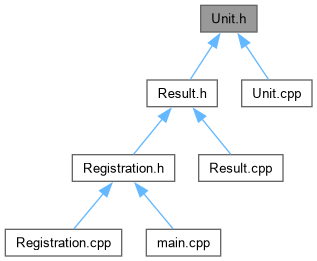 Unit.h
Result.h
Unit.cpp
Registration.h
Result.cpp
Registration.cpp
main.cpp